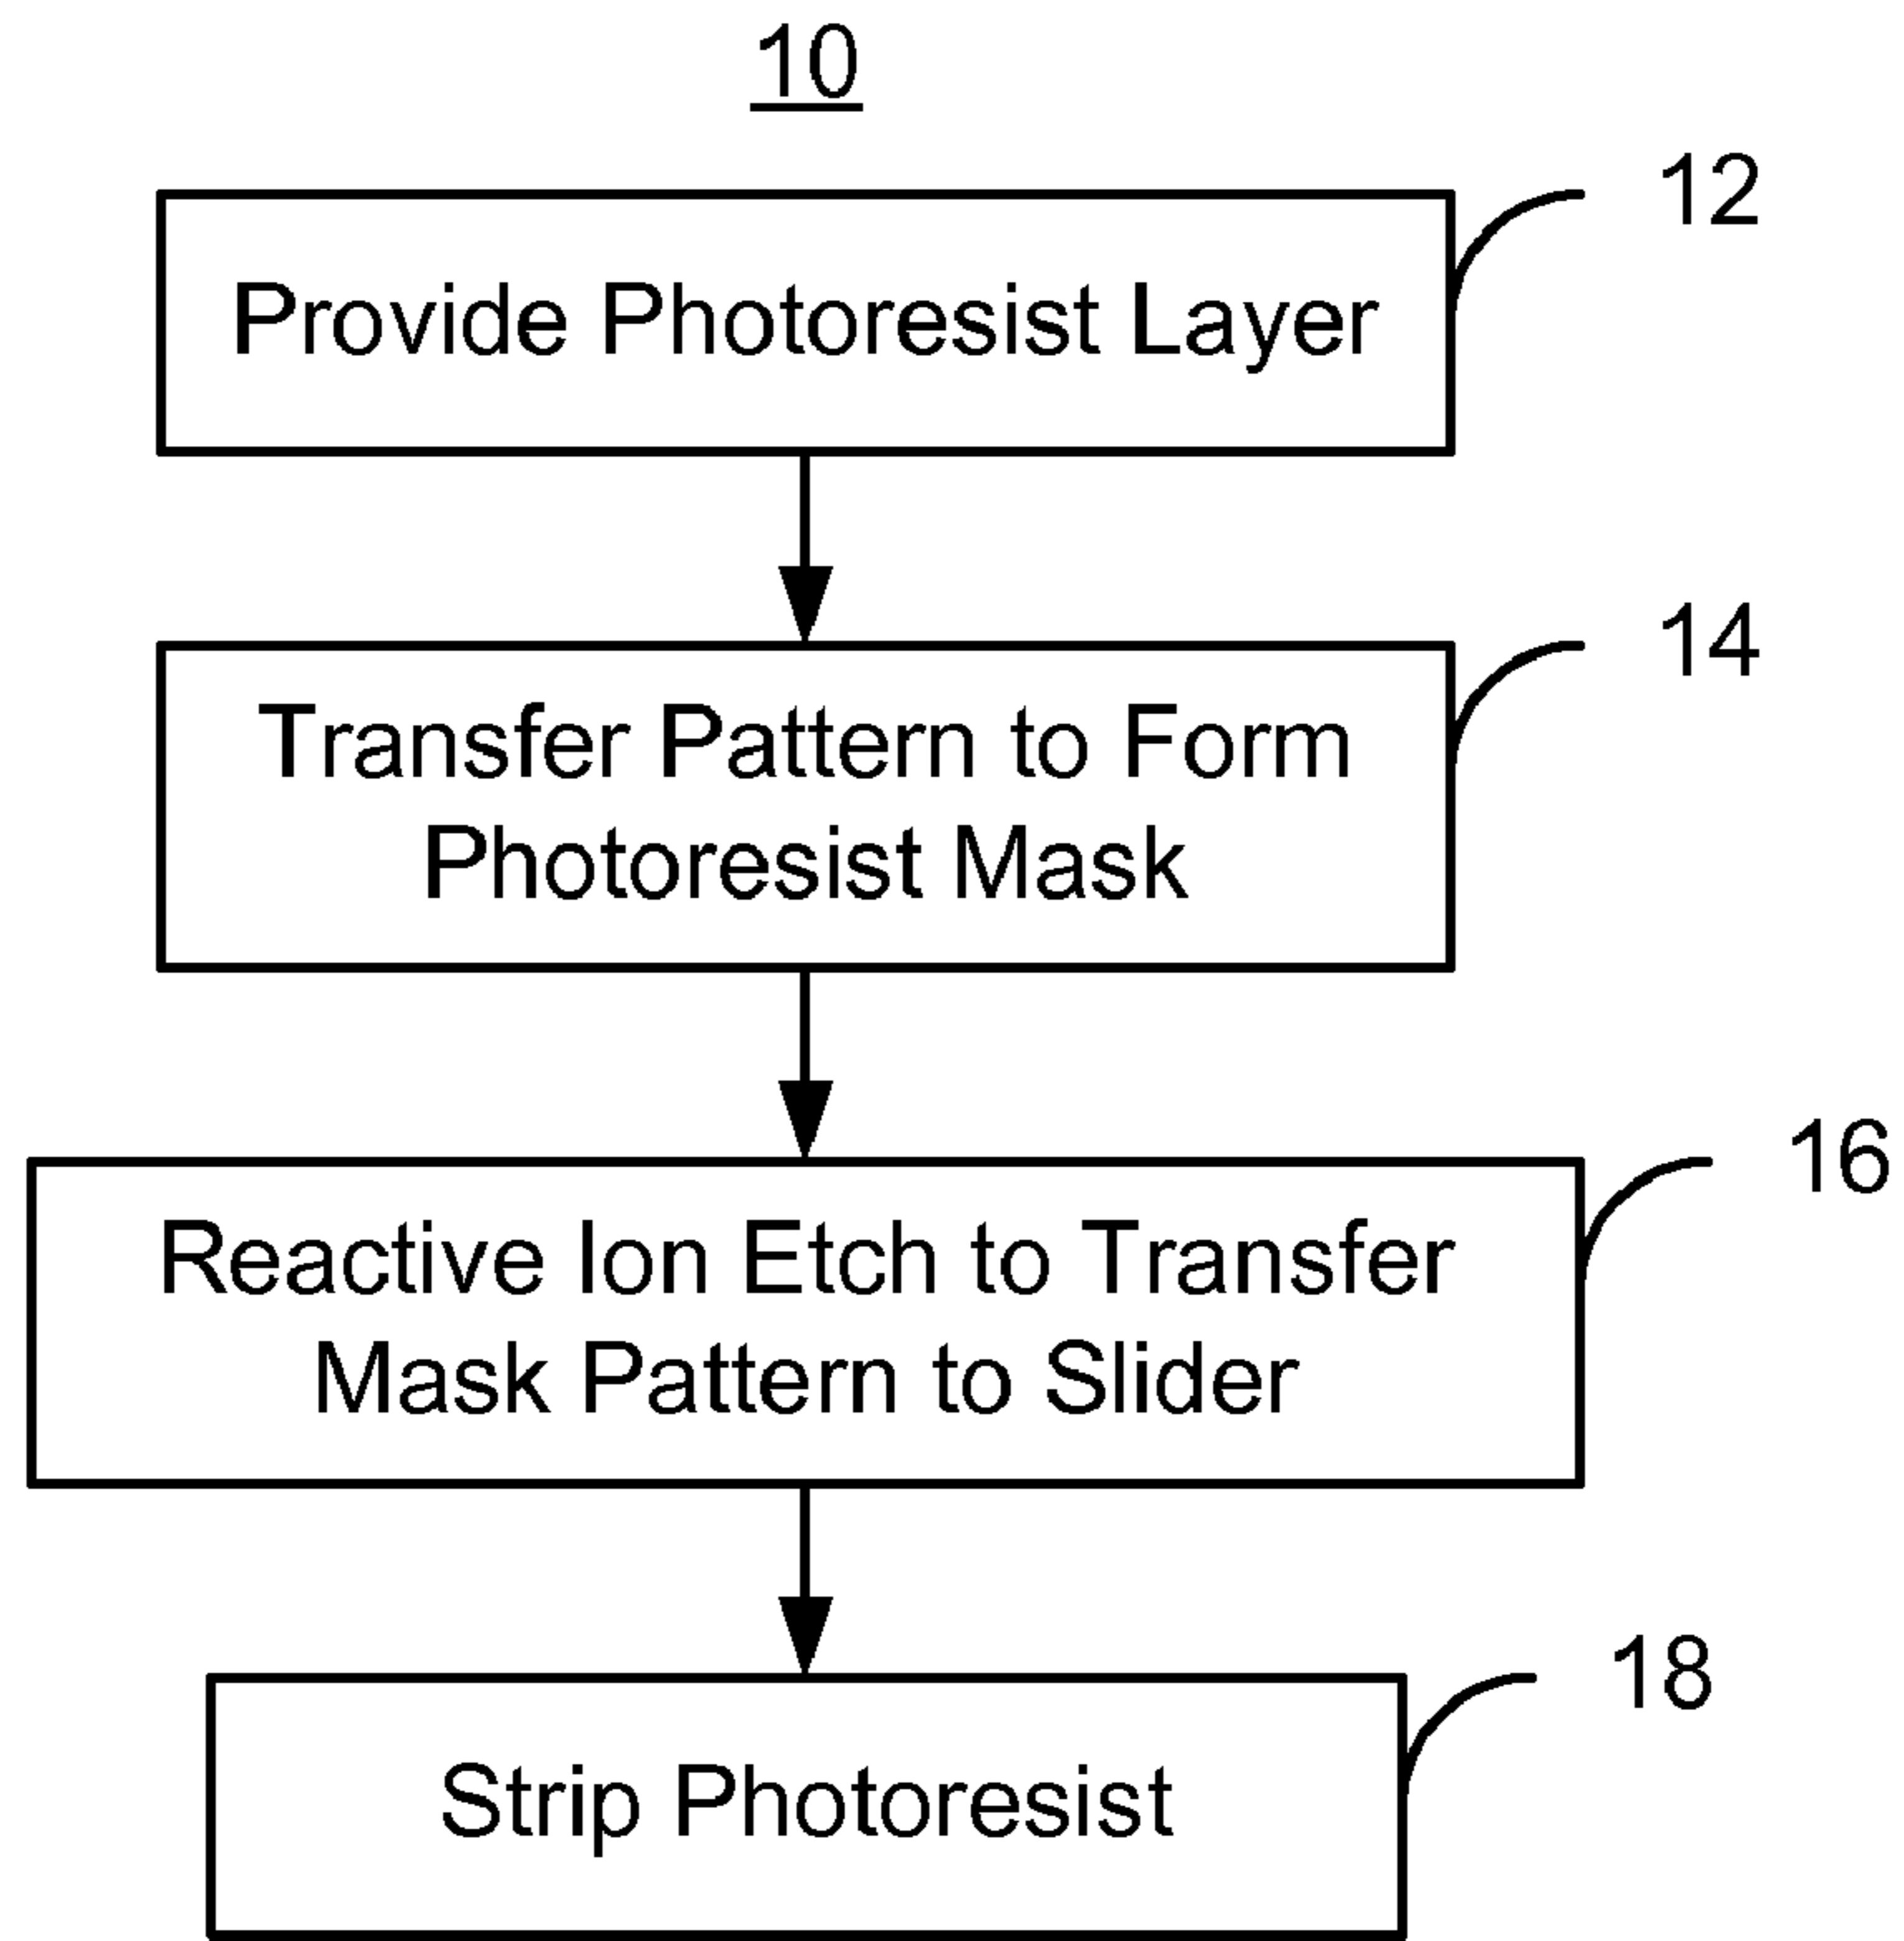 10
12
Provide Photoresist Layer
14
Transfer Pattern to Form
Photoresist Mask
16
Reactive Ion Etch to Transfer
Mask Pattern to Slider
18
Strip Photoresist